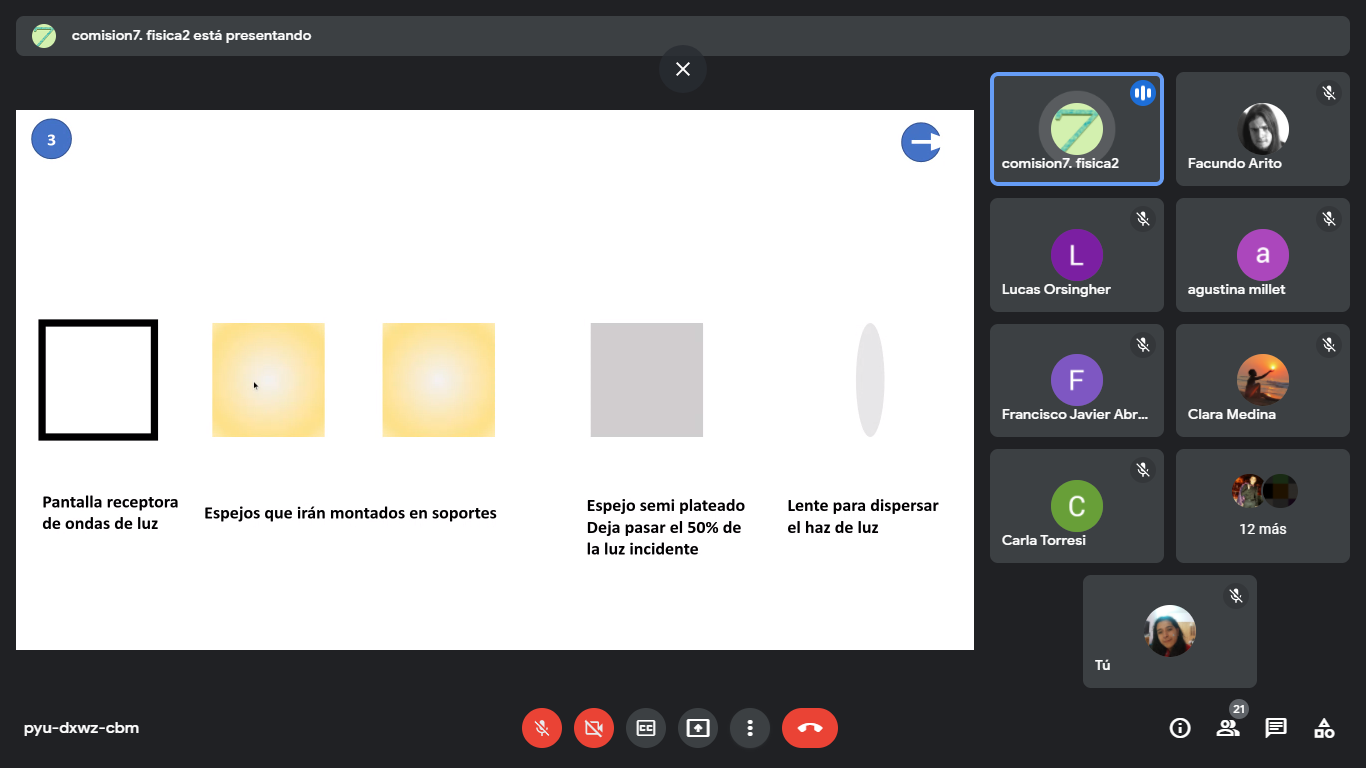 comision7. fisica2 está presentando
3
Pantalla receptora
de ondas de luz
Espejos que irán montados en soportes
Espejo semi plateado
Deja pasar el 50% de
la luz incidente
Lente para dispersar
el haz de luz
comision7. fisica2
Facundo Arito
L
Lucas Orsingher
a
agustina millet
F
Francisco Javier Abr...
Clara Medina
C
Carla Torresi
12 más
Tú
pyu-dxwz-cbm
CC
21